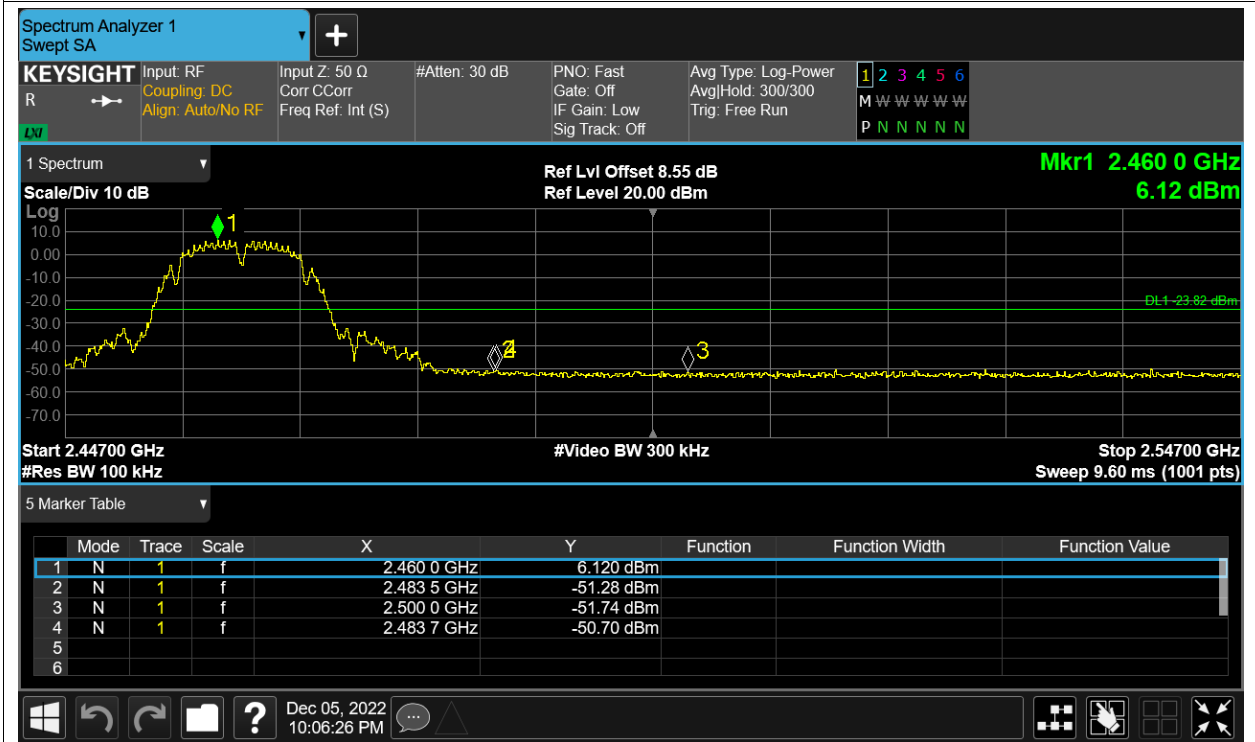 Spectrum Analyzer 1
Swept SA
KEYSIGHT
R
LXI
Input: RF
Coupling: DC
Align: Auto/No RF
Input Z: 50 Ω
Corr CCorr
Freq Ref: Int (S)
#Atten: 30 dB
PNO: Fast
Gate: Off
IF Gain: Low
Sig Track: Off
Avg Type: Log-Power
Avg|Hold: 300/300
Trig: Free Run
1 2 3 4 5 6
M W W W W W
P N N N N N
1 Spectrum
Scale/Div 10 dB
Ref Lvl Offset 8.55 dB
Ref Level 20.00 dBm
Mkr1 2.460 0 GHz
6.12 dBm
Log
10.0
0.00
-10.0
-20.0
-30.0
-40.0
-50.0
-60.0
-70.0
1
2
4
3
DL1 -23.82 dBm
Start 2.44700 GHz
#Res BW 100 kHz
#Video BW 300 kHz
Stop 2.54700 GHz
Sweep 9.60 ms (1001 pts)
5 Marker Table
Mode Trace Scale X Y Function Function Width Function Value
1 N 1 f 2.460 0 GHz 6.120 dBm
2 N 1 f 2.483 5 GHz -51.28 dBm
3 N 1 f 2.500 0 GHz -51.74 dBm
4 N 1 f 2.483 7 GHz -50.70 dBm
5
6
?
Dec 05, 2022
10:06:26 PM